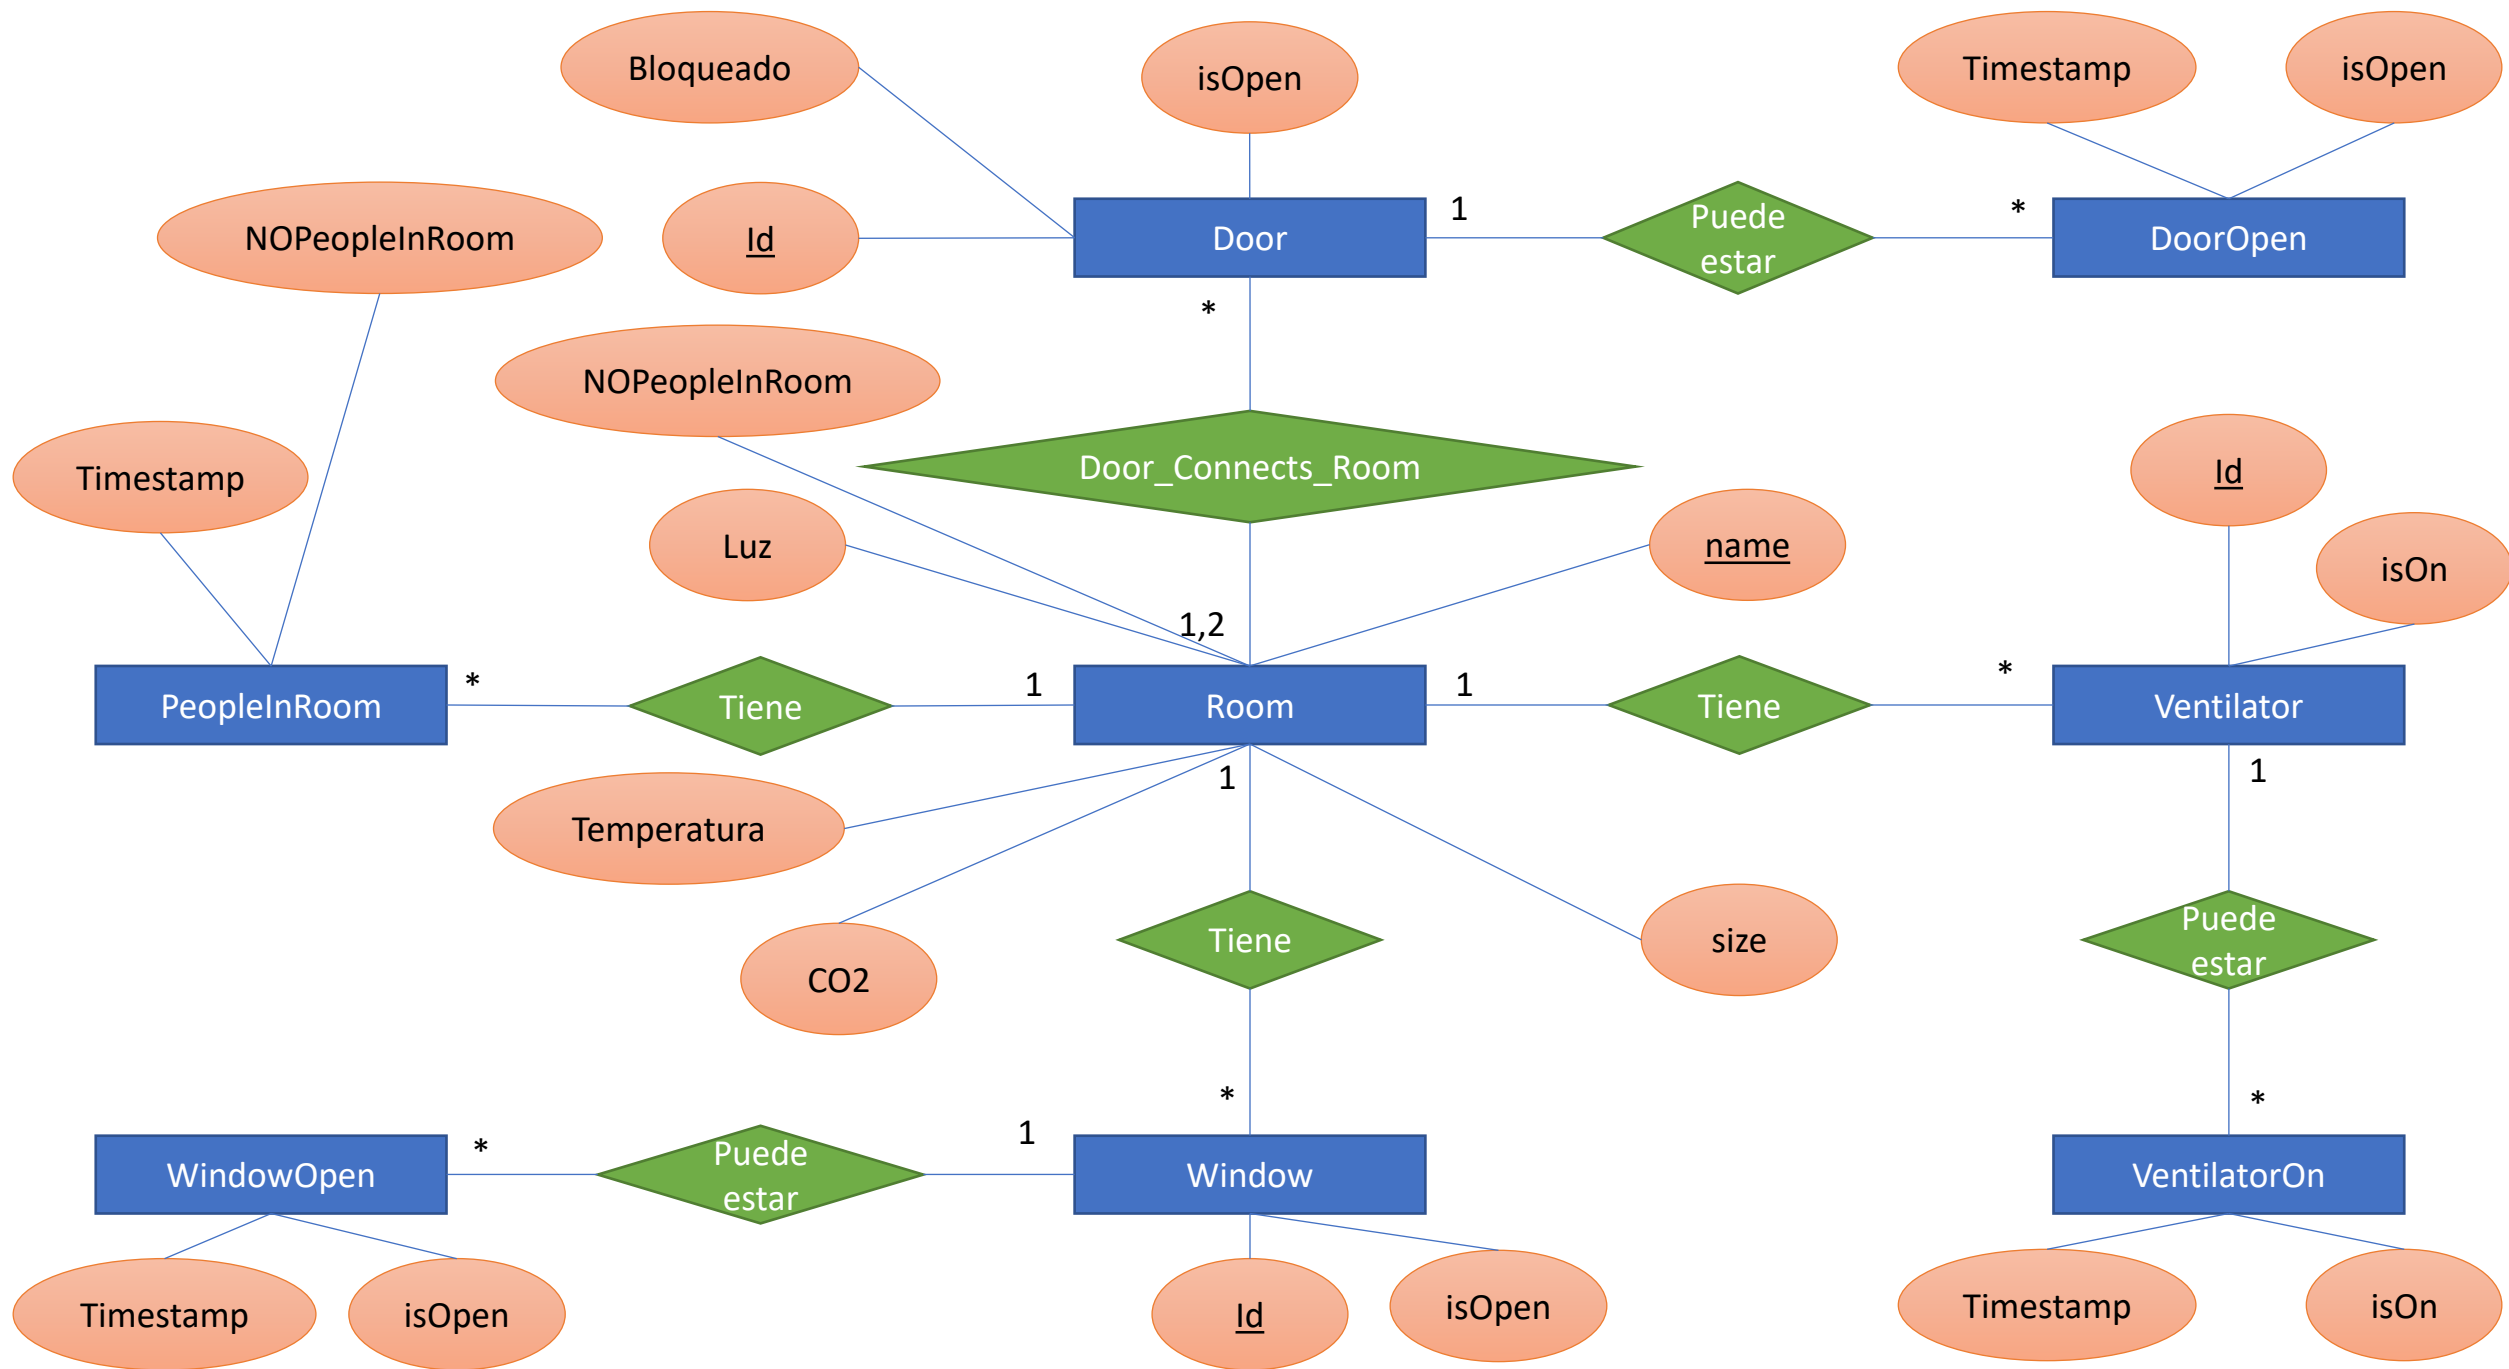 Bloqueado
isOpen
Timestamp
isOpen
NOPeopleInRoom
Id
Door
1
Puede
estar
*
DoorOpen
*
NOPeopleInRoom
Timestamp
Door_Connects_Room
Id
Luz
name
isOn
1,2
PeopleInRoom
*
Tiene
1
Room
1
Tiene
*
Ventilator
1
1
Temperatura
CO2
Tiene
size
Puede
estar
*
*
WindowOpen
*
Puede
estar
1
Window
VentilatorOn
Timestamp
isOpen
Id
isOpen
Timestamp
isOn